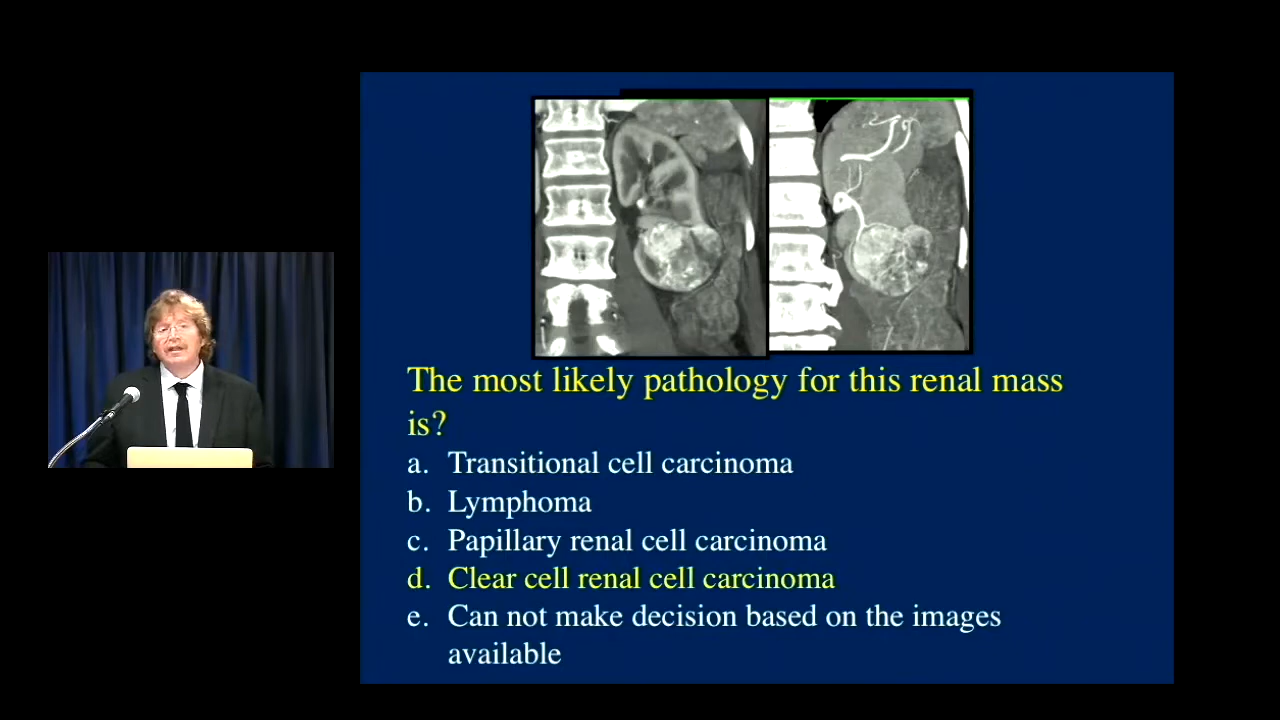 The most likely pathology for this renal mass
is?
a. Transitional cell carcinoma
b. Lymphoma
c. Papillary renal cell carcinoma
d. Clear cell renal cell carcinoma
e. Can not make decision based on the images
available